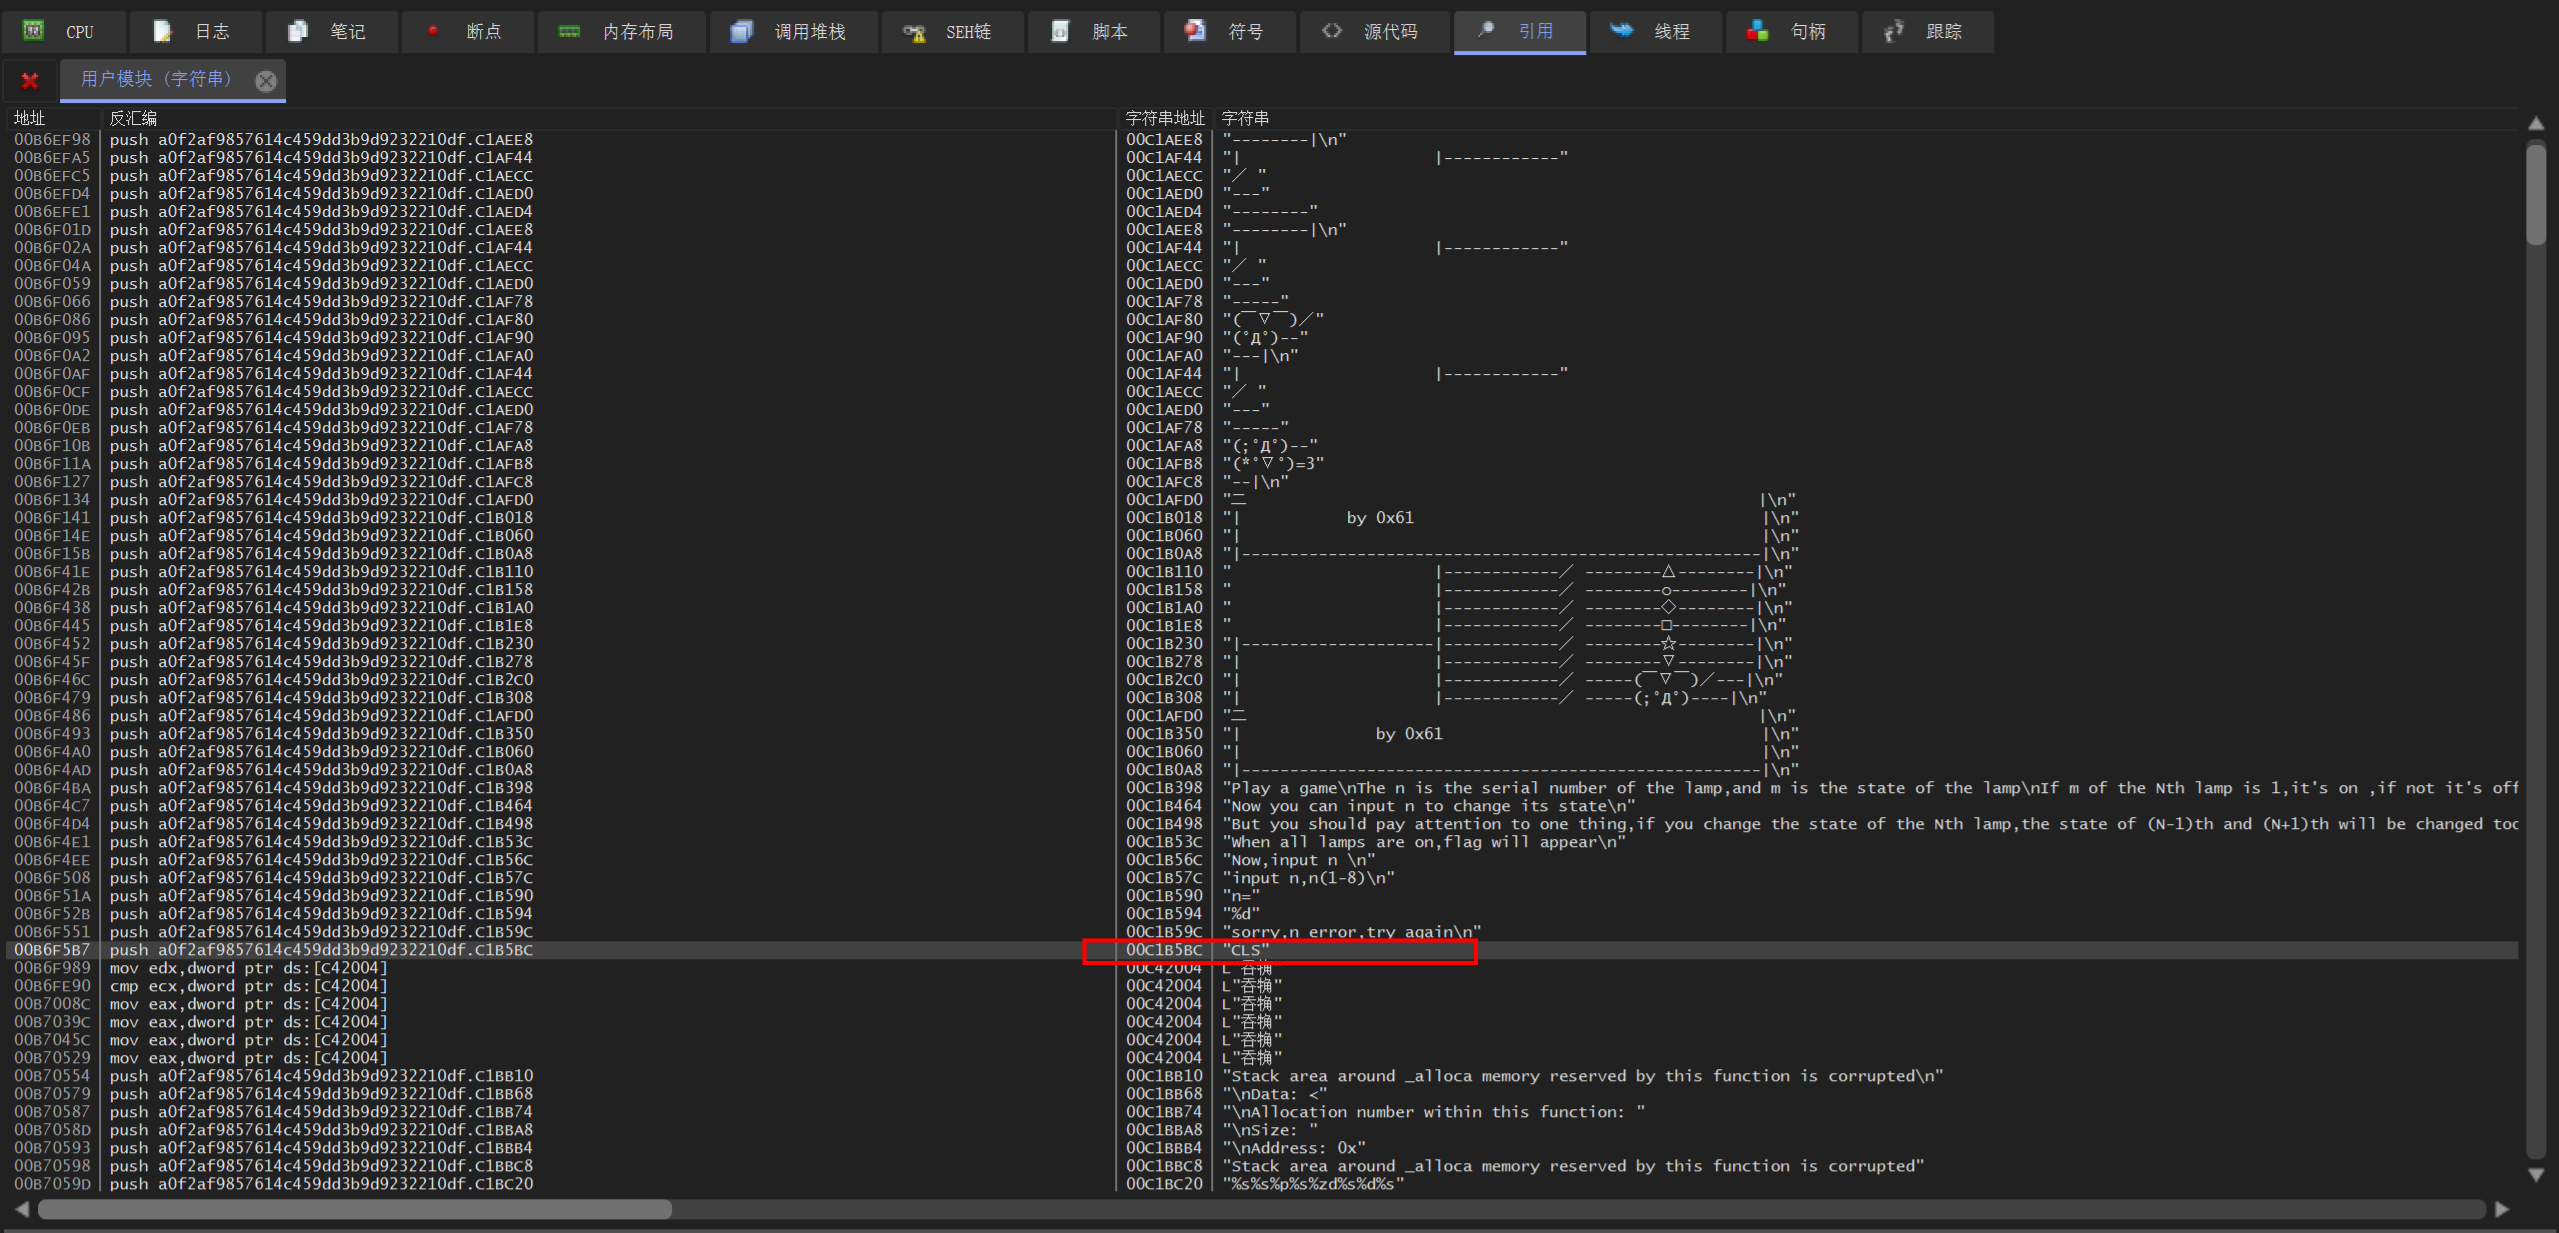 CPU 日志 笔记 断点 内存布局 调用堆栈 SEH链 脚本 符号 源代码 引用 线程 句柄 跟踪
用户模块 (字符串)
地址 反汇编 字符串地址 字符串
00B6EF98 push a0f2af9857614c459dd3b9d9232210df.C1AEE8 00C1AEE8 "--------|\n"
00B6EFA5 push a0f2af9857614c459dd3b9d9232210df.C1AF44 00C1AF44 "|                    |------------"
00B6EFC5 push a0f2af9857614c459dd3b9d9232210df.C1AECC 00C1AECC "╱ "
00B6EFD4 push a0f2af9857614c459dd3b9d9232210df.C1AED0 00C1AED0 "---"
00B6EFE1 push a0f2af9857614c459dd3b9d9232210df.C1AED4 00C1AED4 "--------"
00B6F01D push a0f2af9857614c459dd3b9d9232210df.C1AEE8 00C1AEE8 "--------|\n"
00B6F02A push a0f2af9857614c459dd3b9d9232210df.C1AF44 00C1AF44 "|                    |------------"
00B6F04A push a0f2af9857614c459dd3b9d9232210df.C1AECC 00C1AECC "╱ "
00B6F059 push a0f2af9857614c459dd3b9d9232210df.C1AED0 00C1AED0 "---"
00B6F066 push a0f2af9857614c459dd3b9d9232210df.C1AF78 00C1AF78 "-----"
00B6F086 push a0f2af9857614c459dd3b9d9232210df.C1AF80 00C1AF80 "(￣▽￣)╱"
00B6F095 push a0f2af9857614c459dd3b9d9232210df.C1AF90 00C1AF90 "(ﾟДﾟ)--"
00B6F0A2 push a0f2af9857614c459dd3b9d9232210df.C1AFA0 00C1AFA0 "---|\n"
00B6F0AF push a0f2af9857614c459dd3b9d9232210df.C1AF44 00C1AF44 "|                    |------------"
00B6F0CF push a0f2af9857614c459dd3b9d9232210df.C1AECC 00C1AECC "╱ "
00B6F0DE push a0f2af9857614c459dd3b9d9232210df.C1AED0 00C1AED0 "---"
00B6F0EB push a0f2af9857614c459dd3b9d9232210df.C1AF78 00C1AF78 "-----"
00B6F10B push a0f2af9857614c459dd3b9d9232210df.C1AFA8 00C1AFA8 "(;ﾟДﾟ)--"
00B6F11A push a0f2af9857614c459dd3b9d9232210df.C1AFB8 00C1AFB8 "(*ﾟ▽ﾟ)=3"
00B6F127 push a0f2af9857614c459dd3b9d9232210df.C1AFC8 00C1AFC8 "--|\n"
00B6F134 push a0f2af9857614c459dd3b9d9232210df.C1AFD0 00C1AFD0 "二                                                     |\n"
00B6F141 push a0f2af9857614c459dd3b9d9232210df.C1B018 00C1B018 "|           by 0x61                                    |\n"
00B6F14E push a0f2af9857614c459dd3b9d9232210df.C1B060 00C1B060 "|                                                      |\n"
00B6F15B push a0f2af9857614c459dd3b9d9232210df.C1B0A8 00C1B0A8 "|------------------------------------------------------|\n"
00B6F41E push a0f2af9857614c459dd3b9d9232210df.C1B110 00C1B110 "                     |------------╱ --------△--------|\n"
00B6F42B push a0f2af9857614c459dd3b9d9232210df.C1B158 00C1B158 "                     |------------╱ --------○--------|\n"
00B6F438 push a0f2af9857614c459dd3b9d9232210df.C1B1A0 00C1B1A0 "                     |------------╱ --------◇--------|\n"
00B6F445 push a0f2af9857614c459dd3b9d9232210df.C1B1E8 00C1B1E8 "                     |------------╱ --------□--------|\n"
00B6F452 push a0f2af9857614c459dd3b9d9232210df.C1B230 00C1B230 "|--------------------|------------╱ --------☆--------|\n"
00B6F45F push a0f2af9857614c459dd3b9d9232210df.C1B278 00C1B278 "|                    |------------╱ --------▽--------|\n"
00B6F46C push a0f2af9857614c459dd3b9d9232210df.C1B2C0 00C1B2C0 "|                    |------------╱ -----(￣▽￣)╱---|\n"
00B6F479 push a0f2af9857614c459dd3b9d9232210df.C1B308 00C1B308 "|                    |------------╱ -----(;ﾟДﾟ)----|\n"
00B6F486 push a0f2af9857614c459dd3b9d9232210df.C1AFD0 00C1AFD0 "二                                                     |\n"
00B6F493 push a0f2af9857614c459dd3b9d9232210df.C1B350 00C1B350 "|              by 0x61                                 |\n"
00B6F4A0 push a0f2af9857614c459dd3b9d9232210df.C1B060 00C1B060 "|                                                      |\n"
00B6F4AD push a0f2af9857614c459dd3b9d9232210df.C1B0A8 00C1B0A8 "|------------------------------------------------------|\n"
00B6F4BA push a0f2af9857614c459dd3b9d9232210df.C1B398 00C1B398 "Play a game\nThe n is the serial number of the lamp,and m is the state of the lamp\nIf m of the Nth lamp is 1,it's on ,if not it's off
00B6F4C7 push a0f2af9857614c459dd3b9d9232210df.C1B464 00C1B464 "Now you can input n to change its state\n"
00B6F4D4 push a0f2af9857614c459dd3b9d9232210df.C1B498 00C1B498 "But you should pay attention to one thing,if you change the state of the Nth lamp,the state of (N-1)th and (N+1)th will be changed too
00B6F4E1 push a0f2af9857614c459dd3b9d9232210df.C1B53C 00C1B53C "When all lamps are on,flag will appear\n"
00B6F4EE push a0f2af9857614c459dd3b9d9232210df.C1B56C 00C1B56C "Now,input n \n"
00B6F508 push a0f2af9857614c459dd3b9d9232210df.C1B57C 00C1B57C "input n,n(1-8)\n"
00B6F51A push a0f2af9857614c459dd3b9d9232210df.C1B590 00C1B590 "n="
00B6F52B push a0f2af9857614c459dd3b9d9232210df.C1B594 00C1B594 "%d"
00B6F551 push a0f2af9857614c459dd3b9d9232210df.C1B59C 00C1B59C "sorry,n error,try again\n"
00B6F5B7 push a0f2af9857614c459dd3b9d9232210df.C1B5BC 00C1B5BC "CLS"
00B6F989 mov edx,dword ptr ds:[C42004] 00C42004 L"吞
00B6FE90 cmp ecx,dword ptr ds:[C42004] 00C42004 L"吞
00B7008C mov eax,dword ptr ds:[C42004] 00C42004 L"吞
00B7039C mov eax,dword ptr ds:[C42004] 00C42004 L"吞
00B7045C mov eax,dword ptr ds:[C42004] 00C42004 L"吞
00B70529 mov eax,dword ptr ds:[C42004] 00C42004 L"吞
00B70554 push a0f2af9857614c459dd3b9d9232210df.C1BB10 00C1BB10 "Stack area around _alloca memory reserved by this function is corrupted\n"
00B70579 push a0f2af9857614c459dd3b9d9232210df.C1BB68 00C1BB68 "\nData: <"
00B70587 push a0f2af9857614c459dd3b9d9232210df.C1BB74 00C1BB74 "\nAllocation number within this function: "
00B7058D push a0f2af9857614c459dd3b9d9232210df.C1BBA8 00C1BBA8 "\nSize: "
00B70593 push a0f2af9857614c459dd3b9d9232210df.C1BBB4 00C1BBB4 "\nAddress: 0x"
00B70598 push a0f2af9857614c459dd3b9d9232210df.C1BBC8 00C1BBC8 "Stack area around _alloca memory reserved by this function is corrupted"
00B7059D push a0f2af9857614c459dd3b9d9232210df.C1BC20 00C1BC20 "%s%s%p%s%zd%s%d%s"